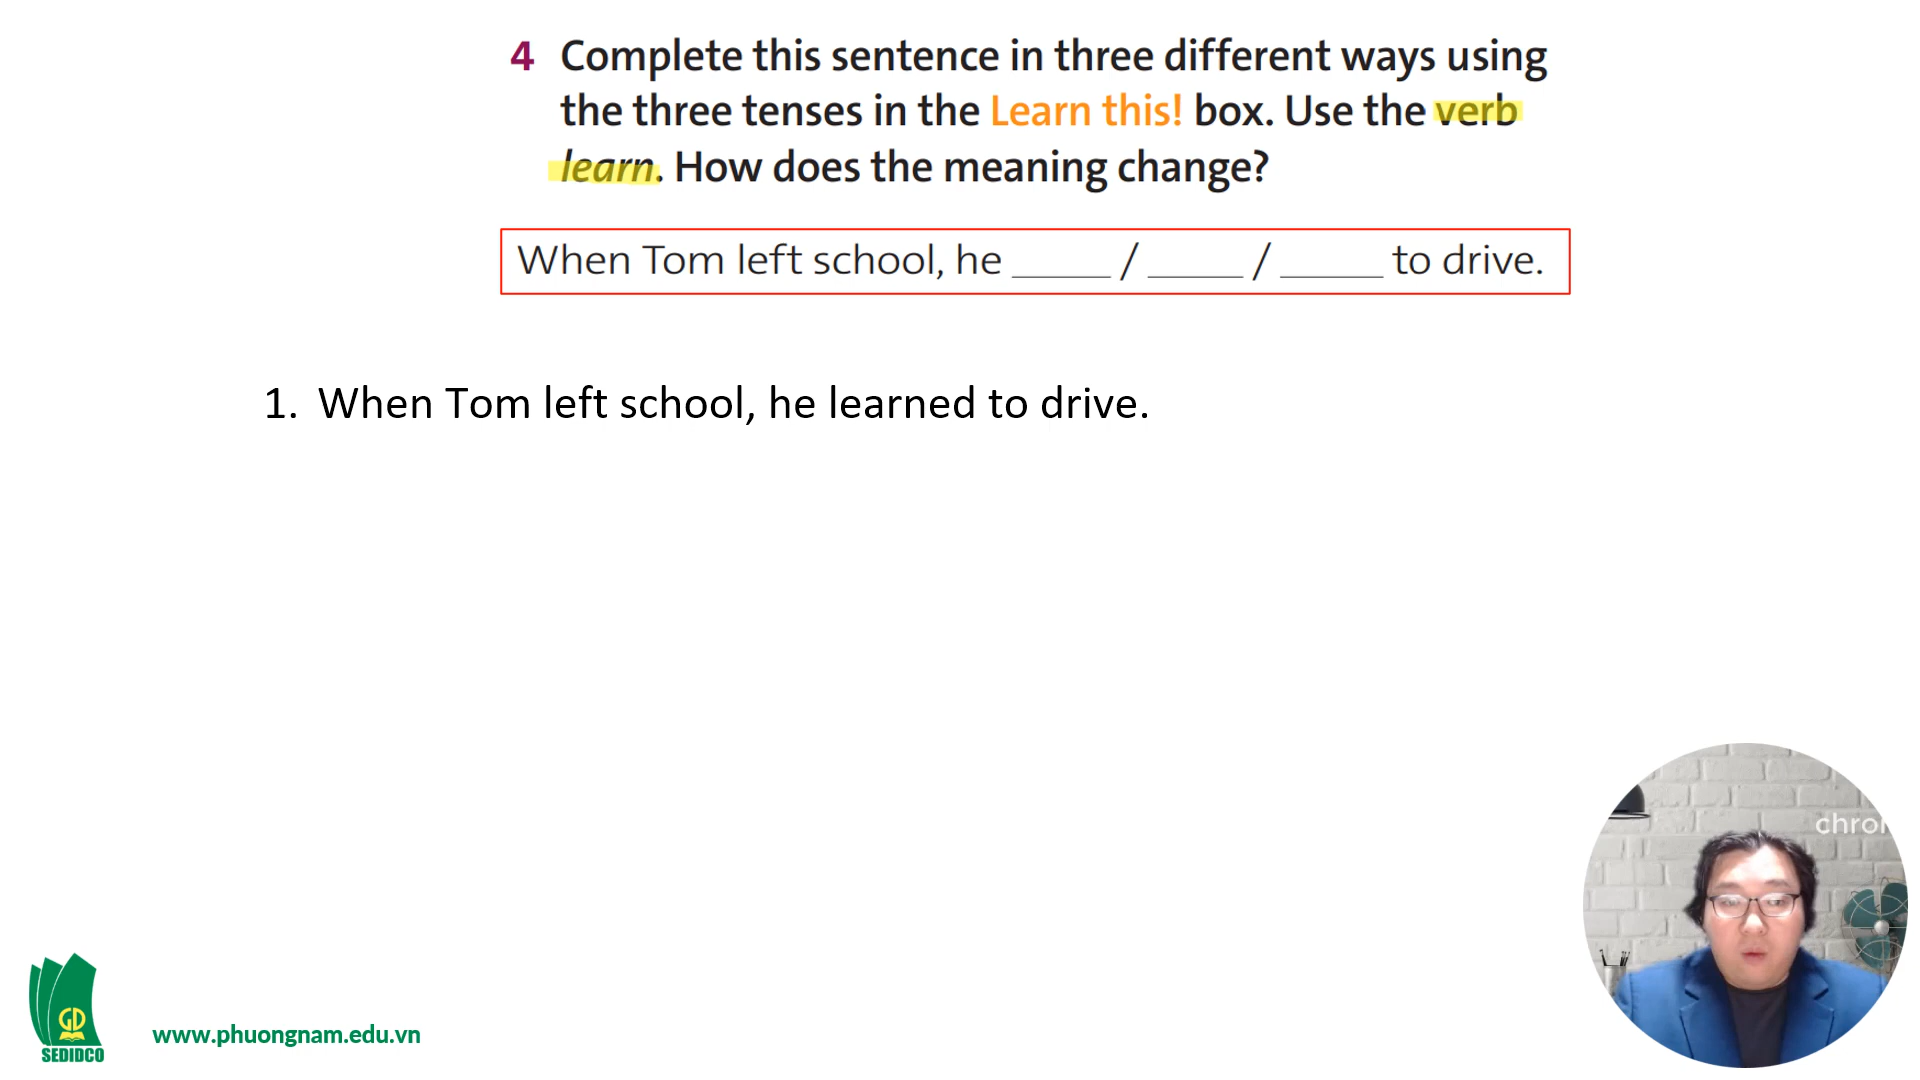 4 Complete this sentence in three different ways using
the three tenses in the Learn this! box. Use the verb
learn. How does the meaning change?
When Tom left school, he _____ / _____ / _____ to drive.
1. When Tom left school, he learned to drive.
chro
GD
SEDIDCO
www.phuongnam.edu.vn